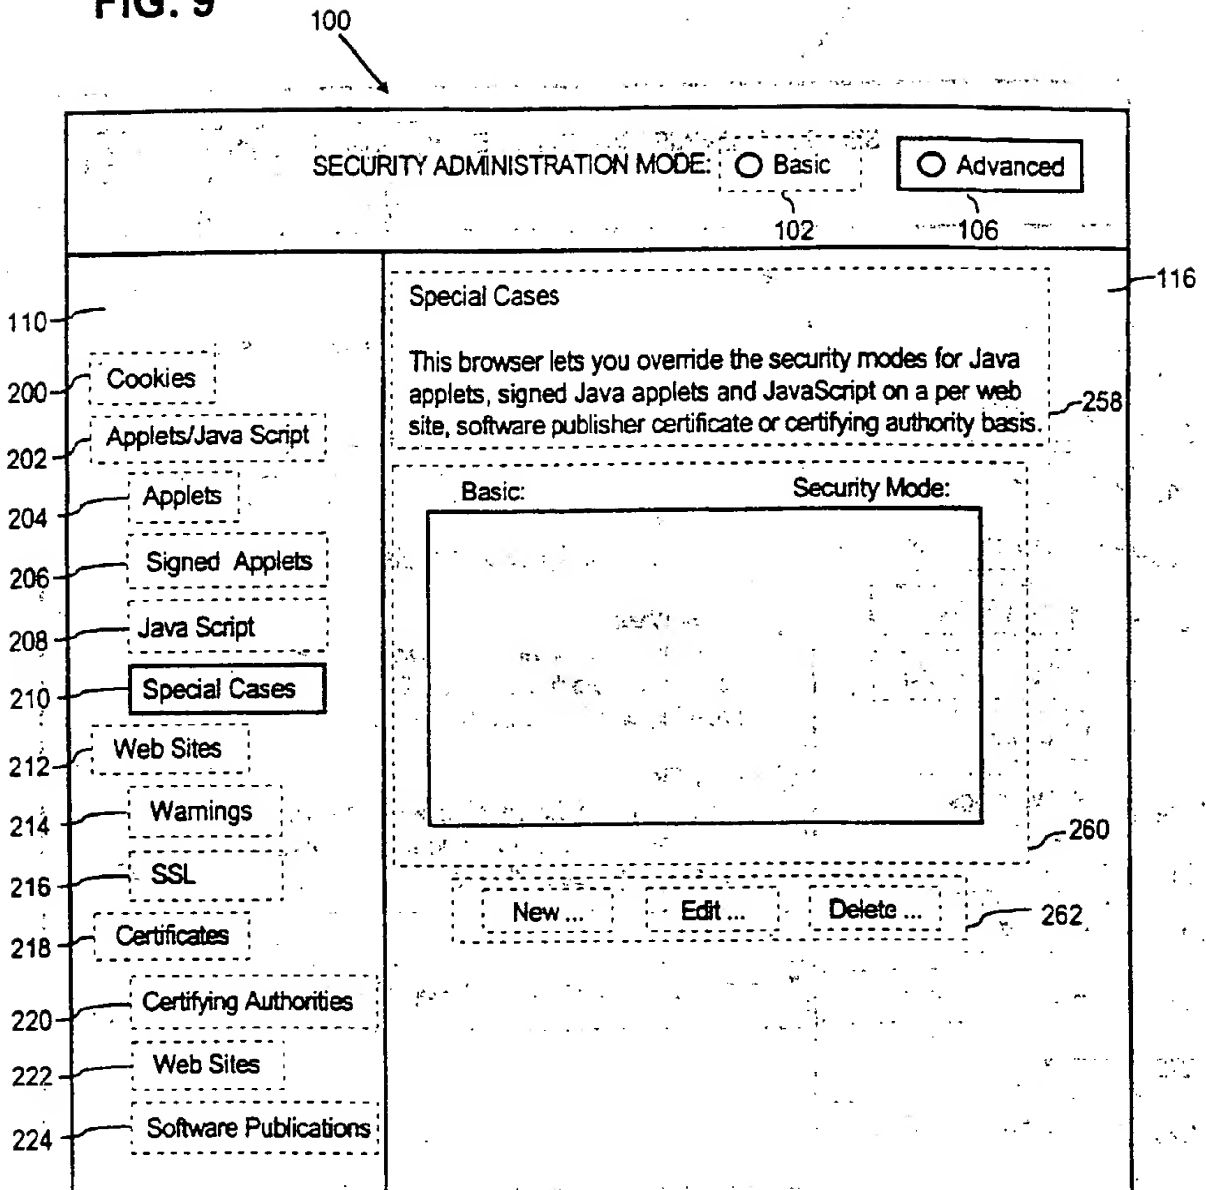 FIG. 9
100
SECURITY ADMINISTRATION MODE: Basic Advanced
102 106
116
110
Cookies
200
Applets/Java Script
202
Applets
204
Signed Applets
206
Java Script
208
Special Cases
210
Web Sites
212
Warnings
214
SSL
216
Certificates
218
Certifying Authorities
220
Web Sites
222
Software Publications
224
Special Cases
This browser lets you override the security modes for Java
applets, signed Java applets and JavaScript on a per web
site, software publisher certificate or certifying authority basis.
258
Basic: Security Mode:
260
New ... Edit ... Delete ...
262